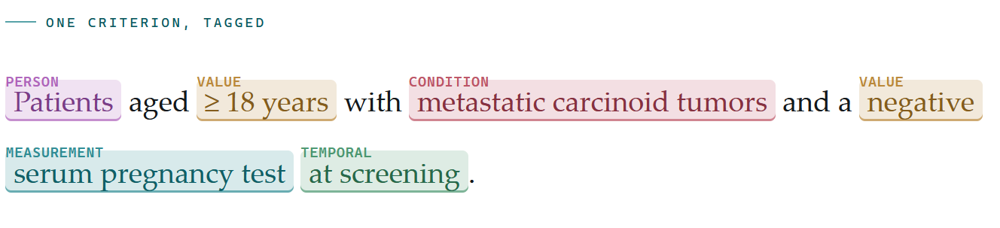 ONE CRITERION, TAGGED
PERSON VALUE CONDITION VALUE
Patients aged ≥ 18 years with metastatic carcinoid tumors and a negative
MEASUREMENT TEMPORAL
serum pregnancy test at screening.